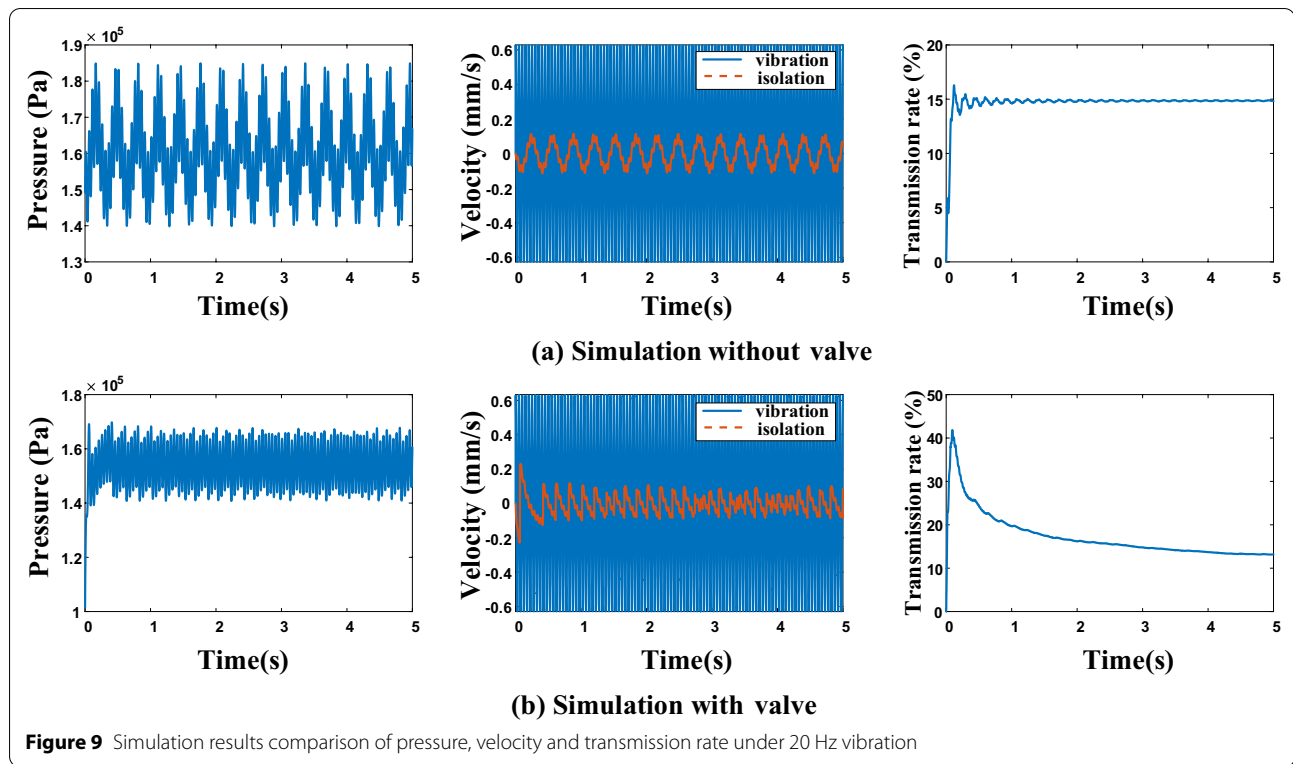 × 10⁵
1.9
1.8
1.7
1.6
1.5
1.4
1.3
Pressure (Pa)
0 1 2 3 4 5
Time(s)
0.6
0.4
0.2
0
-0.2
-0.4
-0.6
Velocity (mm/s)
vibration
isolation
0 1 2 3 4 5
Time(s)
20
15
10
5
0
Transmission rate (%)
0 1 2 3 4 5
Time(s)
(a) Simulation without valve
× 10⁵
1.8
1.6
1.4
1.2
1
Pressure (Pa)
0 1 2 3 4 5
Time(s)
0.6
0.4
0.2
0
-0.2
-0.4
-0.6
Velocity (mm/s)
vibration
isolation
0 1 2 3 4 5
Time(s)
50
40
30
20
10
0
Transmission rate (%)
0 1 2 3 4 5
Time(s)
(b) Simulation with valve
Figure 9 Simulation results comparison of pressure, velocity and transmission rate under 20 Hz vibration